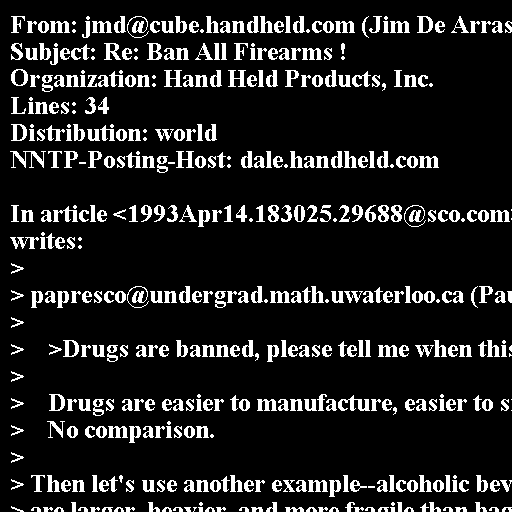 From: jmd@cube.handheld.com (Jim De Arras
Subject: Re: Ban All Firearms !
Organization: Hand Held Products, Inc.
Lines: 34
Distribution: world
NNTP-Posting-Host: dale.handheld.com
In article <1993Apr14.183025.29688@sco.com>
writes:
>
> papresco@undergrad.math.uwaterloo.ca (Pau
>
> >Drugs are banned, please tell me when this
>
> Drugs are easier to manufacture, easier to s
> No comparison.
>
> Then let's use another example--alcoholic bev
> are larger, heavier, and more fragile than bag